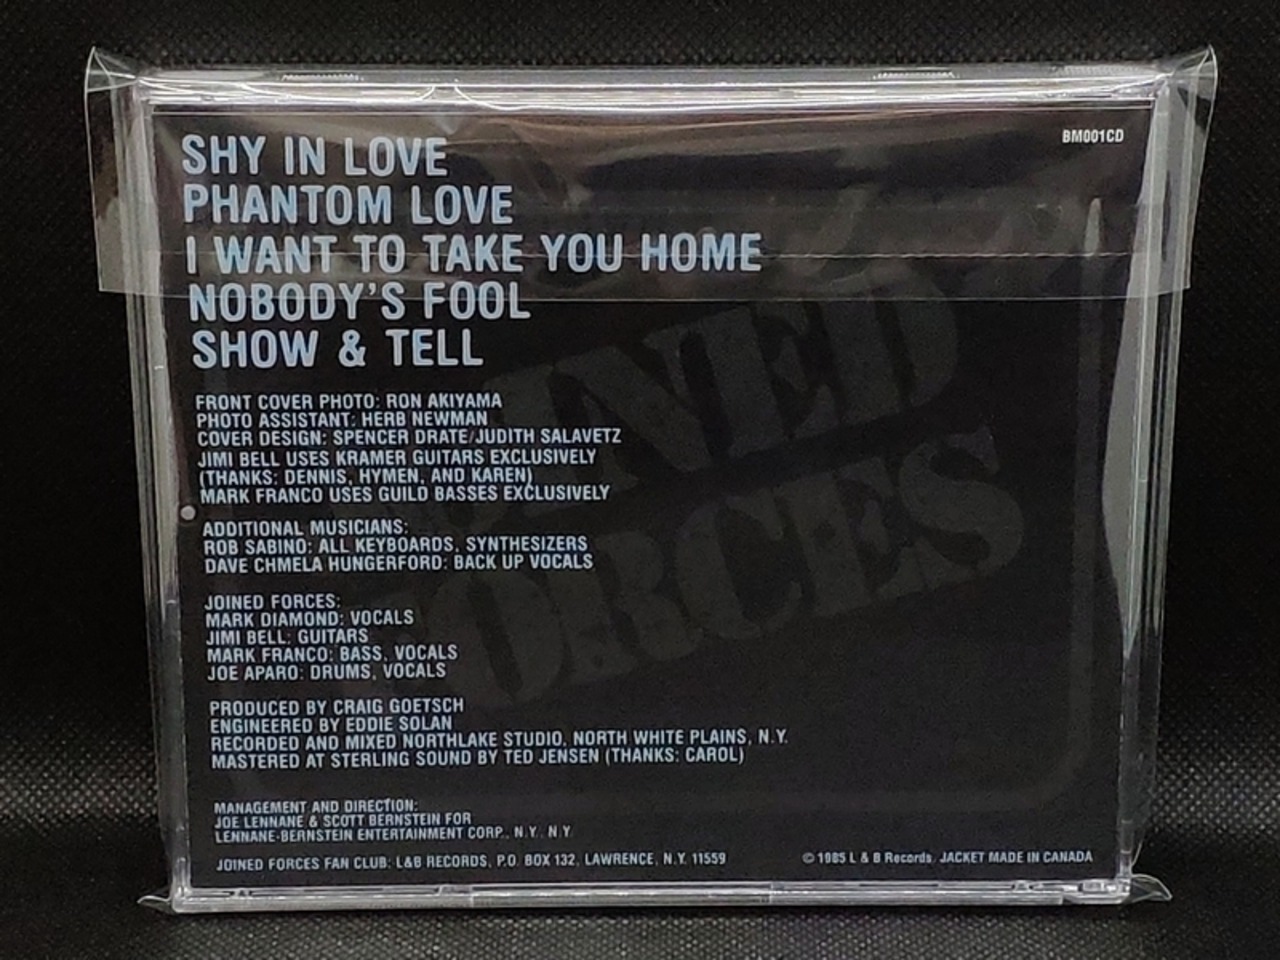 BM001CD
SHY IN LOVE
PHANTOM LOVE
I WANT TO TAKE YOU HOME
NOBODY'S FOOL
SHOW & TELL
FRONT COVER PHOTO: RON AKIYAMA
PHOTO ASSISTANT: HERB NEWMAN
COVER DESIGN: SPENCER DRATE/JUDITH SALAVETZ
JIMI BELL USES KRAMER GUITARS EXCLUSIVELY
(THANKS: DENNIS, HYMEN, AND KAREN)
MARK FRANCO USES GUILD BASSES EXCLUSIVELY
ADDITIONAL MUSICIANS:
ROB SABINO: ALL KEYBOARDS, SYNTHESIZERS
DAVE CHMELA HUNGERFORD: BACK UP VOCALS
JOINED FORCES:
MARK DIAMOND: VOCALS
JIMI BELL: GUITARS
MARK FRANCO: BASS, VOCALS
JOE APARO: DRUMS, VOCALS
PRODUCED BY CRAIG GOETSCH
ENGINEERED BY EDDIE SOLAN
RECORDED AND MIXED NORTHLAKE STUDIO, NORTH WHITE PLAINS, N.Y.
MASTERED AT STERLING SOUND BY TED JENSEN (THANKS: CAROL)
MANAGEMENT AND DIRECTION:
JOE LENNANE & SCOTT BERNSTEIN FOR
LENNANE-BERNSTEIN ENTERTAINMENT CORP., N.Y. N.Y.
JOINED FORCES FAN CLUB: L&B RECORDS, P.O. BOX 132, LAWRENCE, N.Y. 11559
© 1985 L & B Records JACKET MADE IN CANADA
JOINED
FORCES